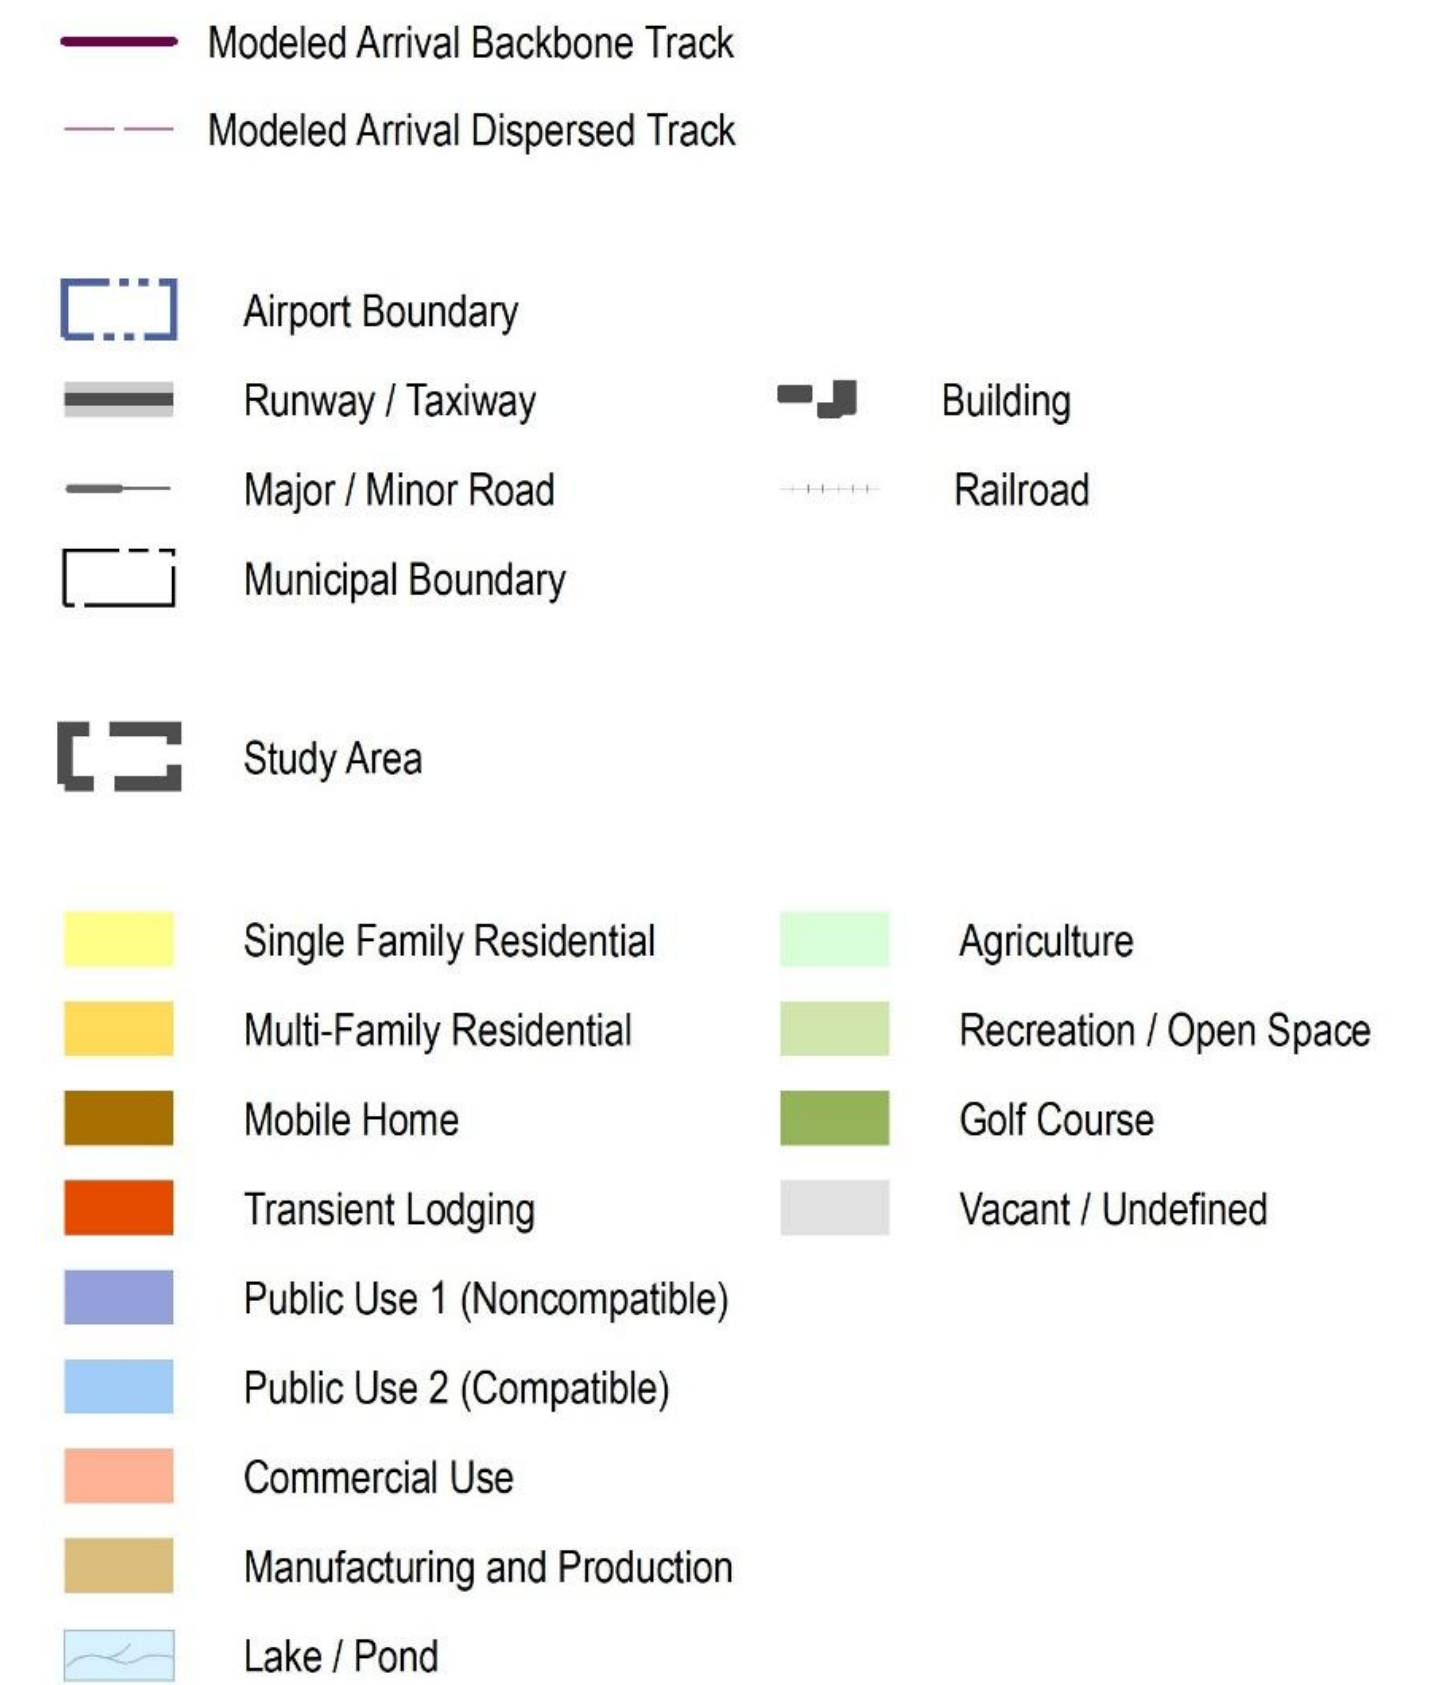 Modeled Arrival Backbone Track
Modeled Arrival Dispersed Track
Airport Boundary
Runway / Taxiway
Building
Major / Minor Road
Railroad
Municipal Boundary
Study Area
Single Family Residential
Agriculture
Multi-Family Residential
Recreation / Open Space
Mobile Home
Golf Course
Transient Lodging
Vacant / Undefined
Public Use 1 (Noncompatible)
Public Use 2 (Compatible)
Commercial Use
Manufacturing and Production
Lake / Pond